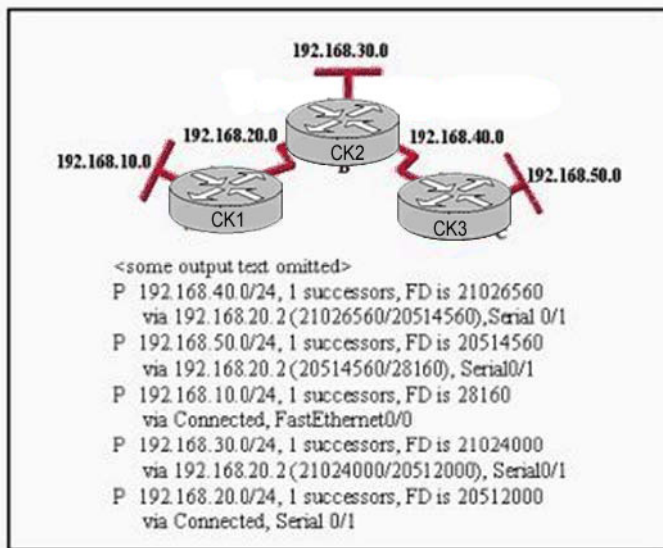 192.168.30.0
192.168.20.0
192.168.40.0
CK2
192.168.10.0
192.168.50.0
CK1
CK3
<some output text omitted>
P 192.168.40.0/24, 1 successors, FD is 21026560
via 192.168.20.2 (21026560/20514560),Serial 0/1
P 192.168.50.0/24, 1 successors, FD is 20514560
via 192.168.20.2(20514560/28160), Serial0/1
P 192.168.10.0/24, 1 successors, FD is 28160
via Connected, FastEthernet0/0
P 192.168.30.0/24, 1 successors, FD is 21024000
via 192.168.20.2(21024000/20512000), Serial0/1
P 192.168.20.0/24, 1 successors, FD is 20512000
via Connected, Serial 0/1